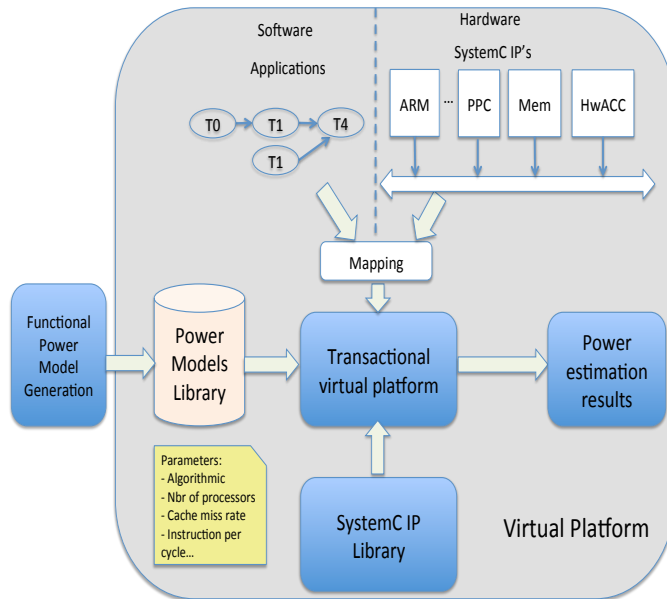 Software
Applications
Hardware
SystemC IP's
T0
T1
T4
T1
ARM
...
PPC
Mem
HwACC
Mapping
Functional
Power
Model
Generation
Power
Models
Library
Transactional
virtual platform
Power
estimation
results
Parameters:
- Algorithmic
- Nbr of processors
- Cache miss rate
- Instruction per
cycle...
SystemC IP
Library
Virtual Platform